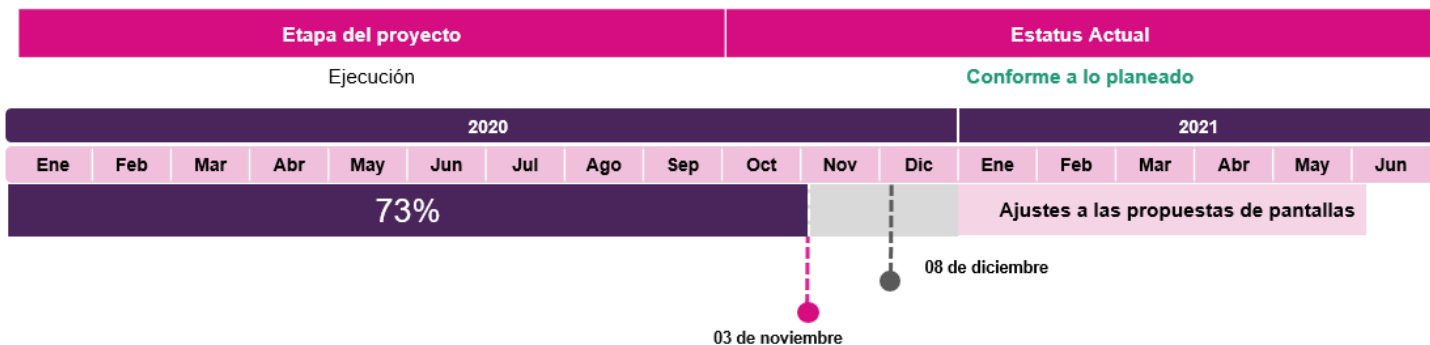 Etapa del proyecto Estatus Actual
Ejecución Conforme a lo planeado
2020 2021
Ene Feb Mar Abr May Jun Jul Ago Sep Oct Nov Dic Ene Feb Mar Abr May Jun
73% Ajustes a las propuestas de pantallas
08 de diciembre
03 de noviembre